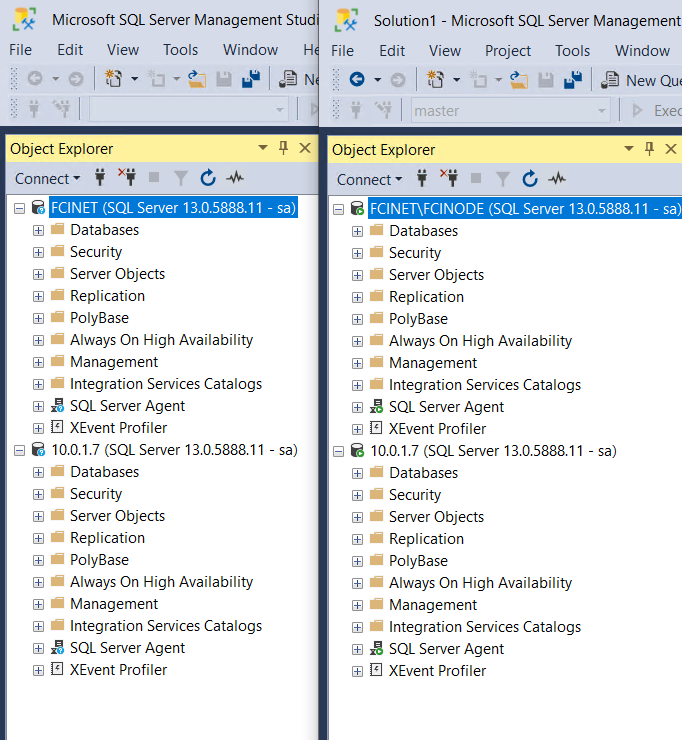 Microsoft SQL Server Management Studi
File Edit View Tools Window He
Ne
Object Explorer
Connect
FCINET (SQL Server 13.0.5888.11 - sa)
Databases
Security
Server Objects
Replication
PolyBase
Always On High Availability
Management
Integration Services Catalogs
SQL Server Agent
XEvent Profiler
10.0.1.7 (SQL Server 13.0.5888.11 - sa)
Databases
Security
Server Objects
Replication
PolyBase
Always On High Availability
Management
Integration Services Catalogs
SQL Server Agent
XEvent Profiler
Solution1 - Microsoft SQL Server Management
File Edit View Project Tools Window
New Que
master Exec
Object Explorer
Connect
FCINET\FCINODE (SQL Server 13.0.5888.11 - sa)
Databases
Security
Server Objects
Replication
PolyBase
Always On High Availability
Management
Integration Services Catalogs
SQL Server Agent
XEvent Profiler
10.0.1.7 (SQL Server 13.0.5888.11 - sa)
Databases
Security
Server Objects
Replication
PolyBase
Always On High Availability
Management
Integration Services Catalogs
SQL Server Agent
XEvent Profiler